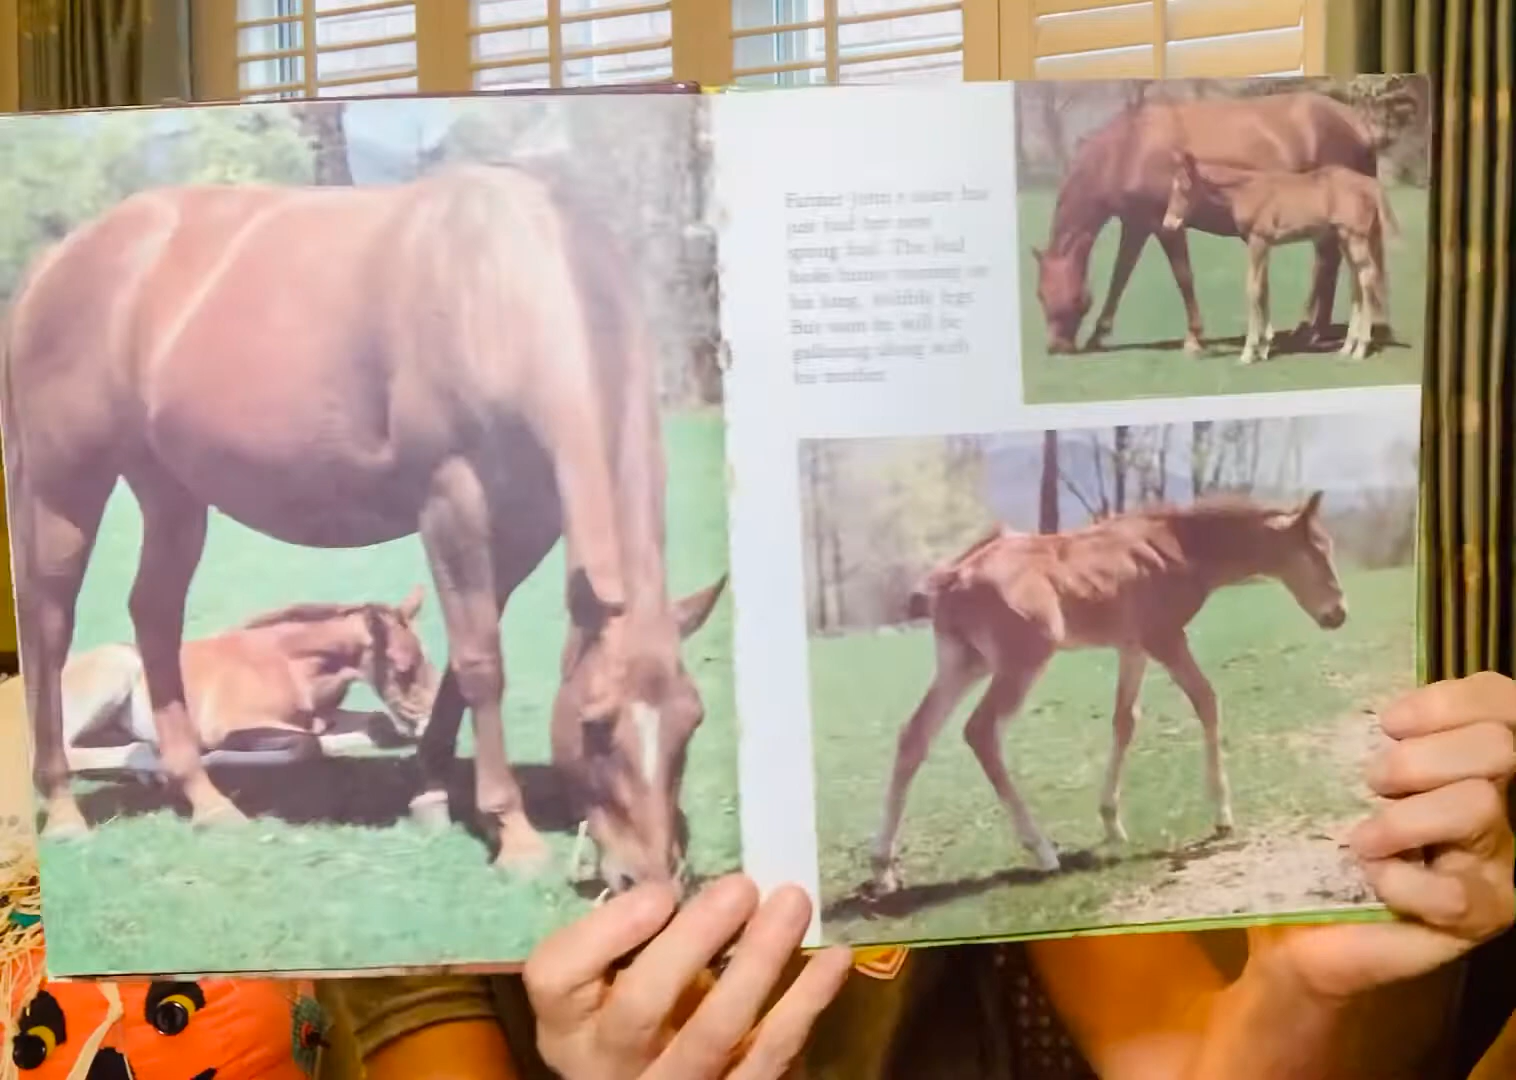 Farmer John's mare has
just had her new
spring foal. The foal
looks funny running on
his long, wobbly legs.
But soon he will be
galloping along with
his mother.